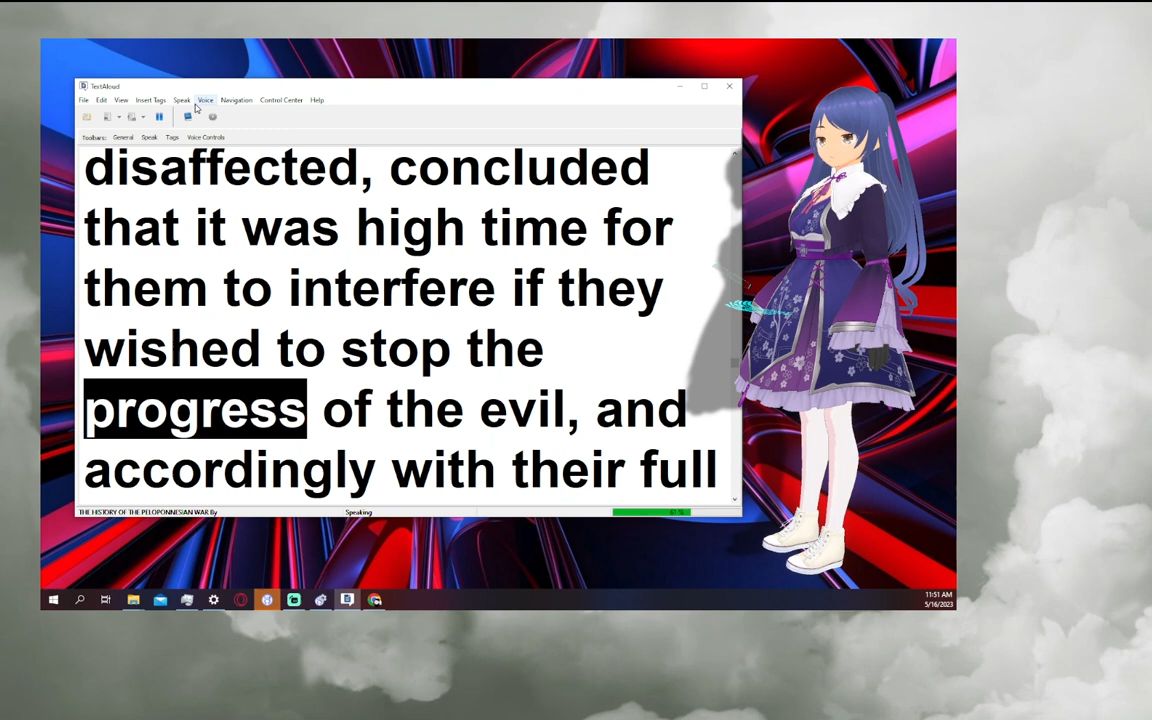 TextAloud
File Edit View Insert Tags Speak Voice Navigation Control Center Help
Toolbars: General Speak Tags Voice Controls
disaffected, concluded
that it was high time for
them to interfere if they
wished to stop the
progress of the evil, and
accordingly with their full
THE HISTORY OF THE PELOPONNESIAN WAR By Speaking 61 %
11:51 AM
5/16/2023